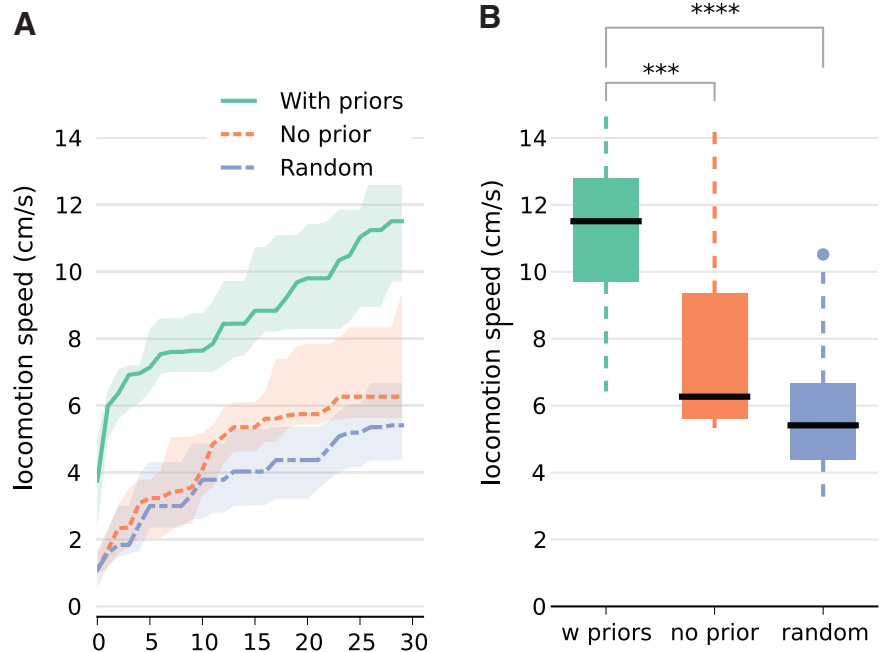 A
With priors
No prior
Random
locomotion speed (cm/s)
14
12
10
8
6
4
2
0
0 5 10 15 20 25 30
B
****
***
locomotion speed (cm/s)
14
12
10
8
6
4
2
0
w priors no prior random